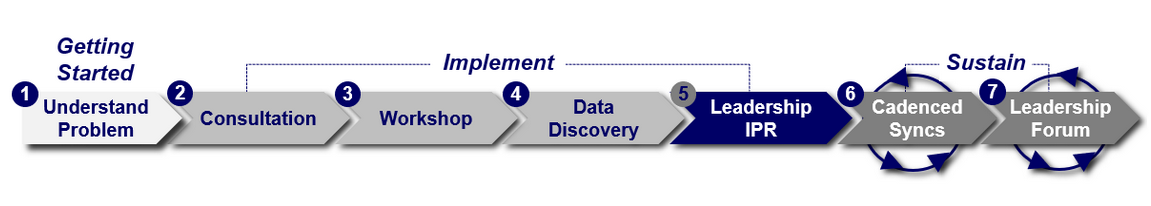 Getting
Started
Implement
Sustain
1
Understand
Problem
2
Consultation
3
Workshop
4
Data
Discovery
5
Leadership
IPR
6
Cadenced
Syncs
7
Leadership
Forum